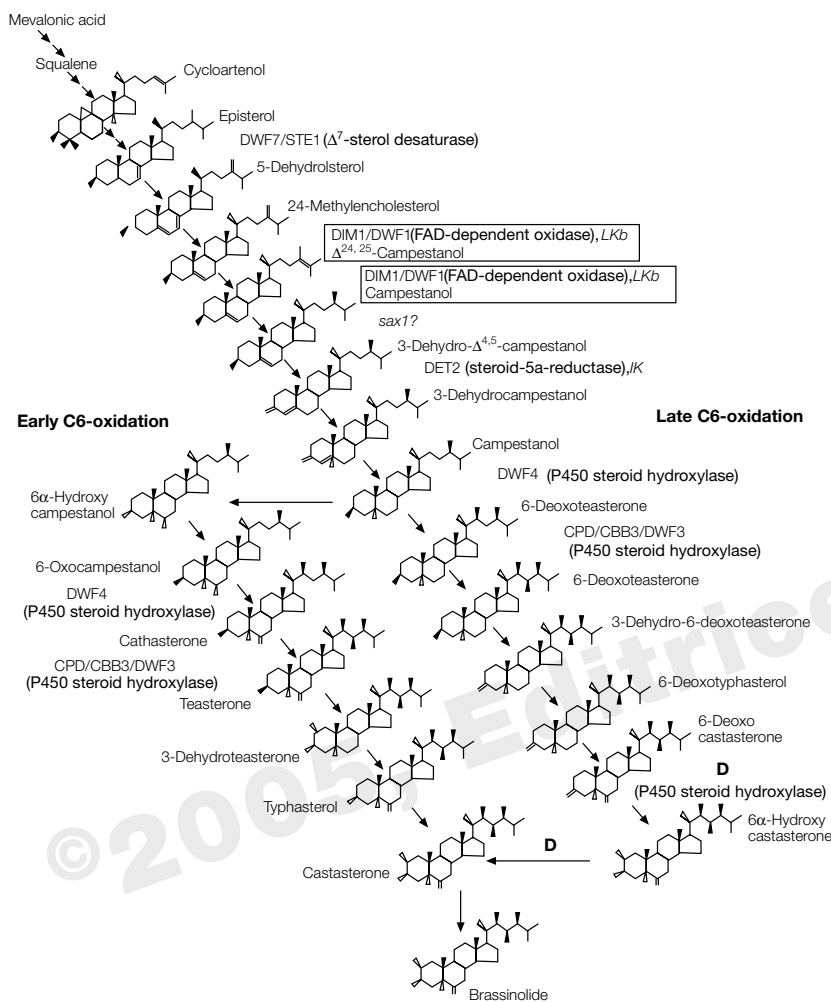 Mevalonic acid
Squalene
Cycloartenol
Episterol
DWF7/STE1 (Δ⁷-sterol desaturase)
5-Dehydrolsterol
24-Methylencholesterol
DIM1/DWF1(FAD-dependent oxidase), LKb
Δ²⁴,²⁵-Campestanol
DIM1/DWF1(FAD-dependent oxidase), LKb
Campestanol
sax1?
3-Dehydro-Δ⁴,⁵-campestanol
DET2 (steroid-5a-reductase), lK
3-Dehydrocampestanol
Early C6-oxidation
Late C6-oxidation
Campestanol
DWF4 (P450 steroid hydroxylase)
6α-Hydroxy
campestanol
6-Deoxoteasterone
CPD/CBB3/DWF3
(P450 steroid hydroxylase)
6-Oxocampestanol
6-Deoxoteasterone
DWF4
(P450 steroid hydroxylase)
3-Dehydro-6-deoxoteasterone
Cathasterone
CPD/CBB3/DWF3
(P450 steroid hydroxylase)
Teasterone
6-Deoxotyphasterol
6-Deoxo
castasterone
3-Dehydroteasterone
D
(P450 steroid hydroxylase)
Typhasterol
6α-Hydroxy
castasterone
D
Castasterone
Brassinolide
©2005, Editrice